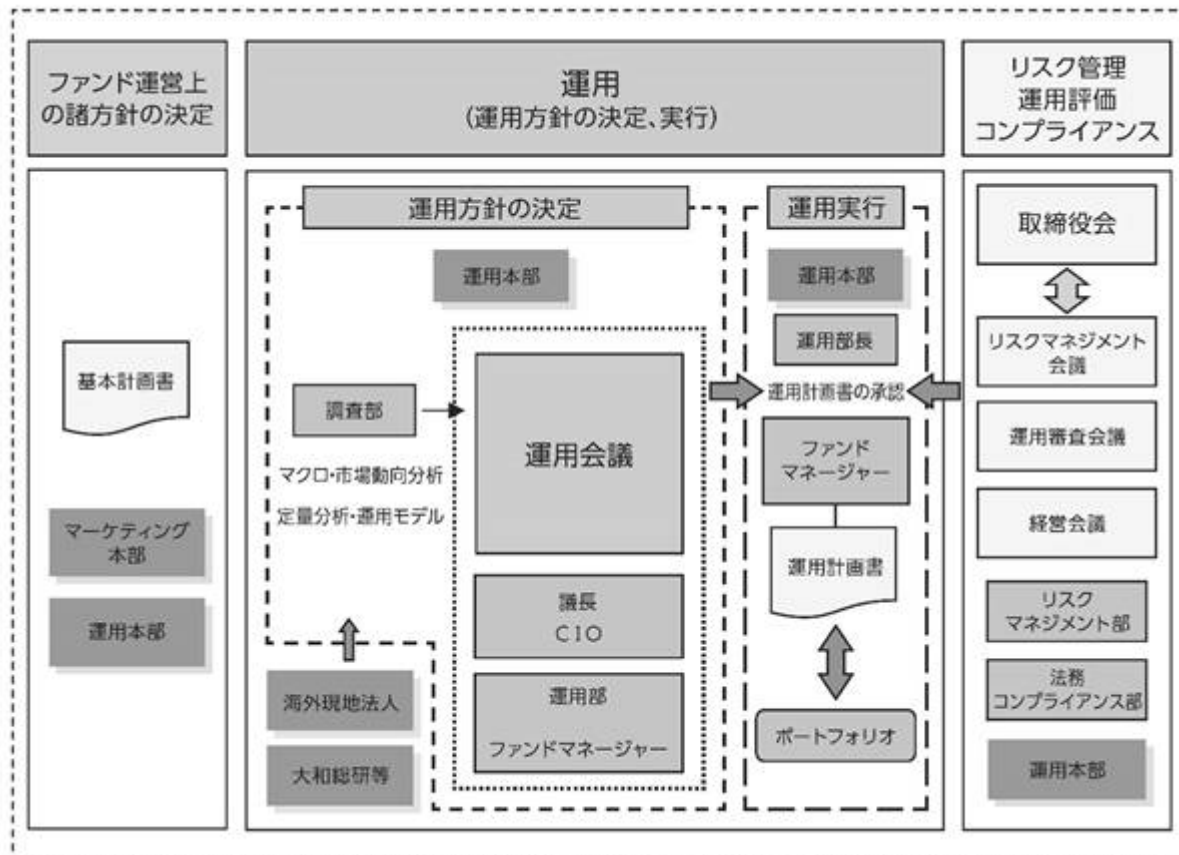 ファンド運営上
の諸方針の決定
運用
(運用方針の決定、実行)
リスク管理
運用評価
コンプライアンス
基本計画書
マーケティング
本部
運用本部
運用方針の決定
運用本部
調査部
マクロ・市場動向分析
定量分析・運用モデル
海外現地法人
大和総研等
運用会議
議長
CIO
運用部
ファンドマネージャー
運用実行
運用本部
運用部長
運用計画書の承認
ファンド
マネージャー
運用計画書
ポートフォリオ
取締役会
リスクマネジメント
会議
運用審査会議
経営会議
リスク
マネジメント部
法務
コンプライアンス部
運用本部